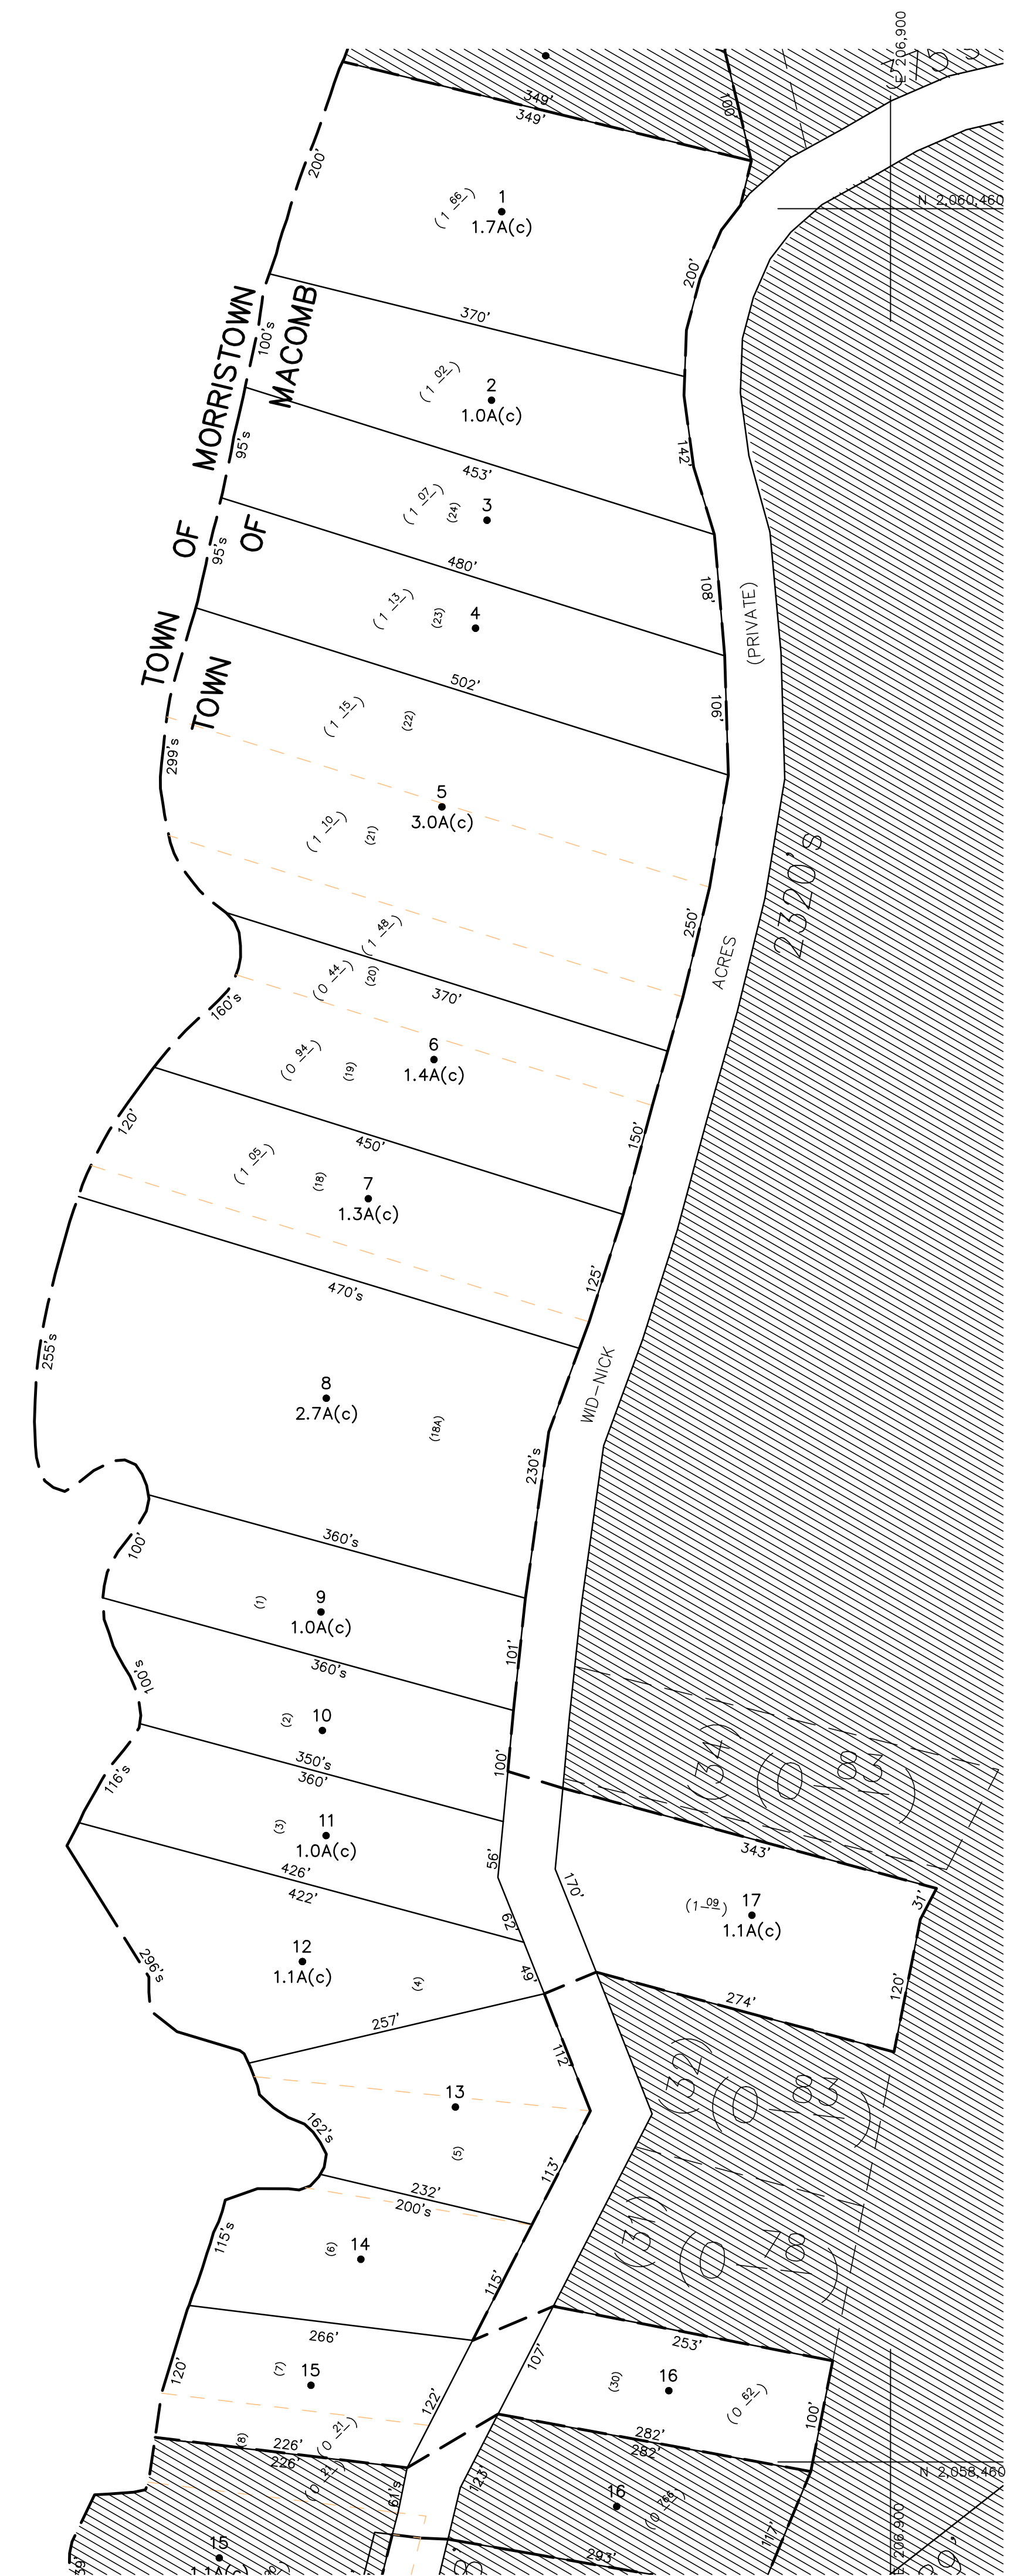 E 206,900
349'
349'
100'
200'
(1 66)
1
1.7A(c)
N 2,060,460
200'
370'
100's
MORRISTOWN
MACOMB
(1 02)
2
1.0A(c)
95's
142'
453'
(1 07)
(24)
3
OF
OF
95's
480'
(1 13)
(23)
4
108'
(PRIVATE)
TOWN
TOWN
502'
106'
(1 15)
(22)
299's
5
3.0A(c)
(1 10)
(21)
2320's
250'
ACRES
(1 48)
(0 44)
(20)
370'
160's
6
1.4A(c)
(0 94)
(19)
120'
450'
150'
(1 05)
(18)
7
1.3A(c)
125'
470's
255's
WID-NICK
8
2.7A(c)
(18A)
230's
360's
100'
(1)
9
1.0A(c)
101'
360's
100's
(2)
10
350's
360'
100'
116's
(34)
(0 83)
(3)
11
1.0A(c)
343'
56'
426'
422'
170'
(1 09)
17
1.1A(c)
31'
62'
296's
12
1.1A(c)
(4)
49'
274'
120'
257'
112'
(32)
(0 83)
13
162's
(5)
113'
232'
200's
115's
(6)
14
115'
(31)
(0 78)
266'
253'
107'
120'
(7)
15
(30)
16
(0 62)
122'
100'
(8)
226'
226'
(0 21)
(0 21)
282'
282'
N 2,058,460
61's
123'
16
(0 766)
E 206,900
117'
15
1.1A(c)
293'